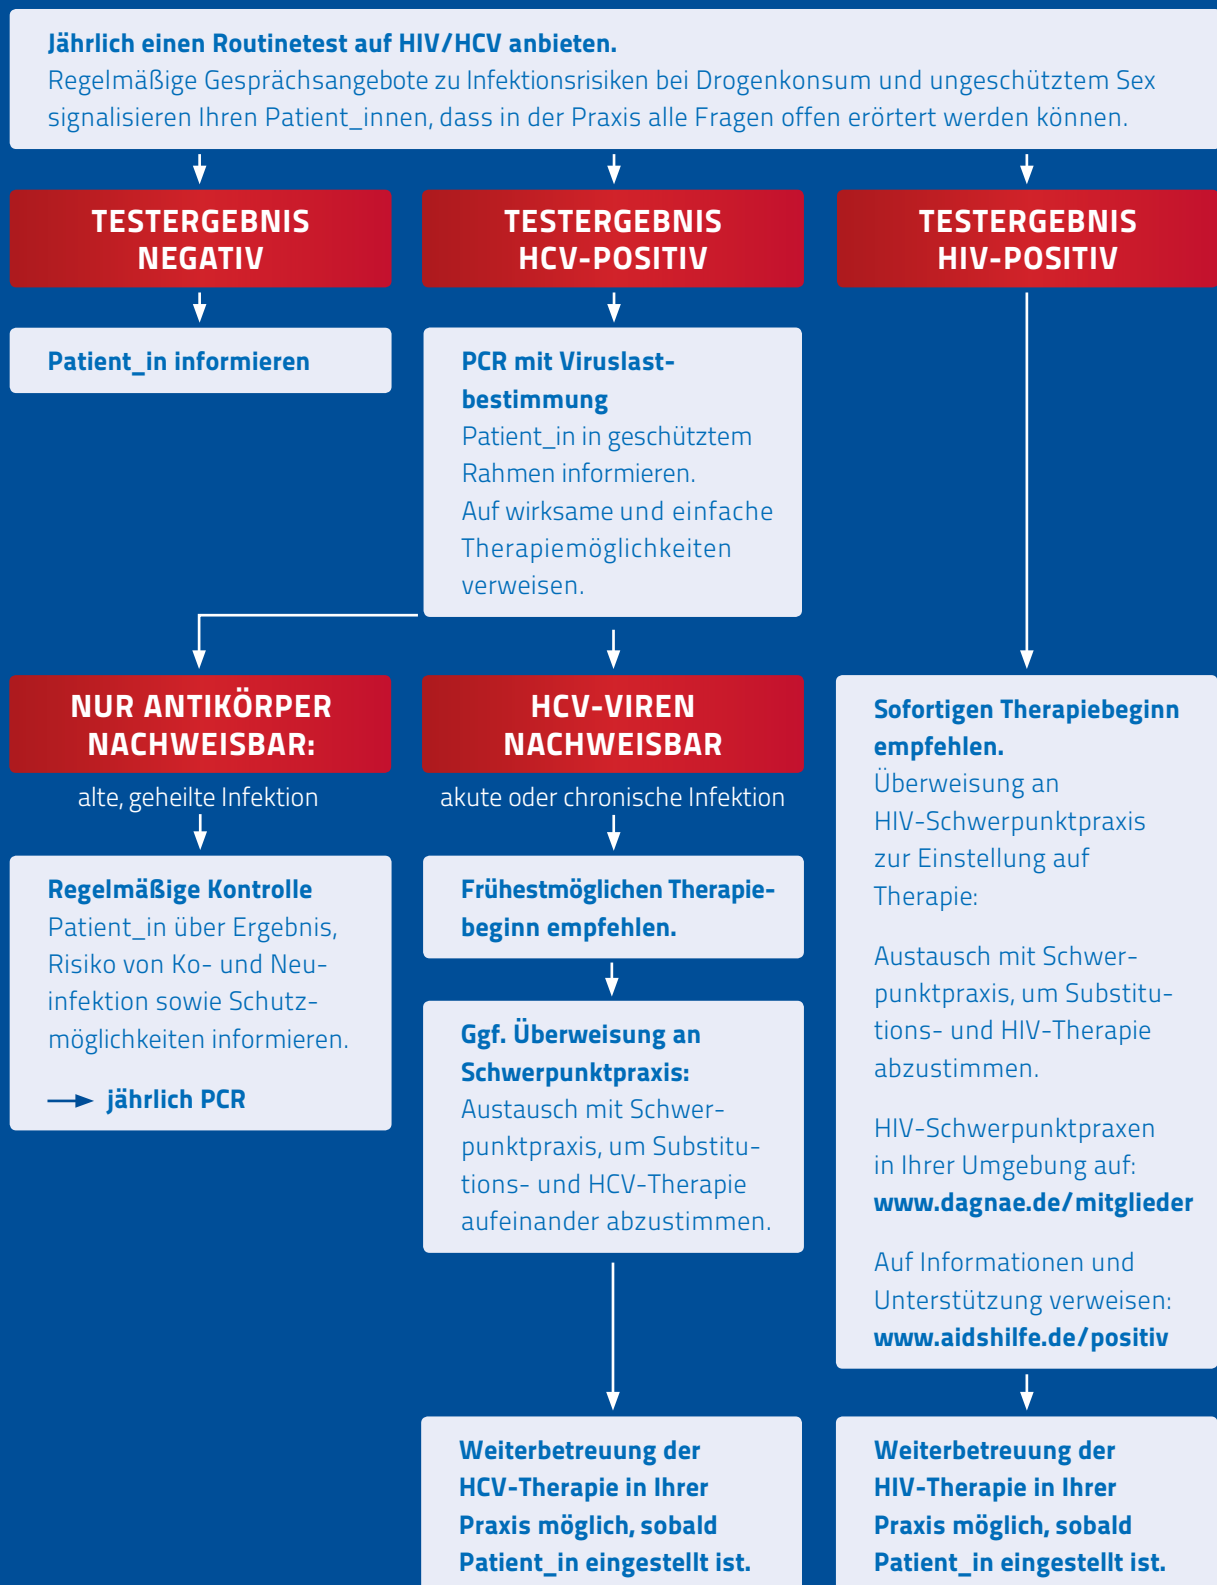 Jährlich einen Routinetest auf HIV/HCV anbieten.
Regelmäßige Gesprächsangebote zu Infektionsrisiken bei Drogenkonsum und ungeschütztem Sex
signalisieren Ihren Patient_innen, dass in der Praxis alle Fragen offen erörtert werden können.
TESTERGEBNIS
NEGATIV
Patient_in informieren
TESTERGEBNIS
HCV-POSITIV
PCR mit Viruslast-
bestimmung
Patient_in in geschütztem
Rahmen informieren.
Auf wirksame und einfache
Therapiemöglichkeiten
verweisen.
NUR ANTIKÖRPER
NACHWEISBAR:
alte, geheilte Infektion
Regelmäßige Kontrolle
Patient_in über Ergebnis,
Risiko von Ko- und Neu-
infektion sowie Schutz-
möglichkeiten informieren.
jährlich PCR
HCV-VIREN
NACHWEISBAR
akute oder chronische Infektion
Frühestmöglichen Therapie-
beginn empfehlen.
Ggf. Überweisung an
Schwerpunktpraxis:
Austausch mit Schwer-
punktpraxis, um Substitu-
tions- und HCV-Therapie
aufeinander abzustimmen.
Weiterbetreuung der
HCV-Therapie in Ihrer
Praxis möglich, sobald
Patient_in eingestellt ist.
TESTERGEBNIS
HIV-POSITIV
Sofortigen Therapiebeginn
empfehlen.
Überweisung an
HIV-Schwerpunktpraxis
zur Einstellung auf
Therapie:
Austausch mit Schwer-
punktpraxis, um Substitu-
tions- und HIV-Therapie
abzustimmen.
HIV-Schwerpunktpraxen
in Ihrer Umgebung auf:
www.dagnae.de/mitglieder
Auf Informationen und
Unterstützung verweisen:
www.aidshilfe.de/positiv
Weiterbetreuung der
HIV-Therapie in Ihrer
Praxis möglich, sobald
Patient_in eingestellt ist.